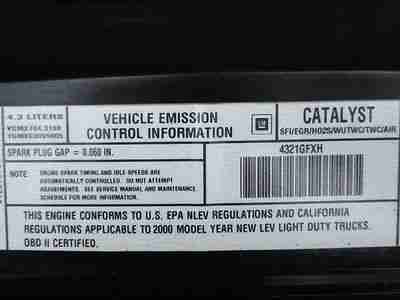 4.3 LITERS
VEHICLE EMISSION
CONTROL INFORMATION
GM
CATALYST
SFI/EGR/HO2S/WUTWC/TWC/AIR
SPARK PLUG GAP = 0.060 IN.
4321GFXH
NOTE:
ENGINE SPARK TIMING AND IDLE SPEEDS ARE
AUTOMATICALLY CONTROLLED. DO NOT ATTEMPT
ADJUSTMENTS. SEE SERVICE MANUAL AND MAINTENANCE
SCHEDULE FOR ADDITIONAL INFORMATION.
THIS ENGINE CONFORMS TO U.S. EPA NLEV REGULATIONS AND CALIFORNIA
REGULATIONS APPLICABLE TO 2000 MODEL YEAR NEW LEV LIGHT DUTY TRUCKS.
OBD II CERTIFIED.